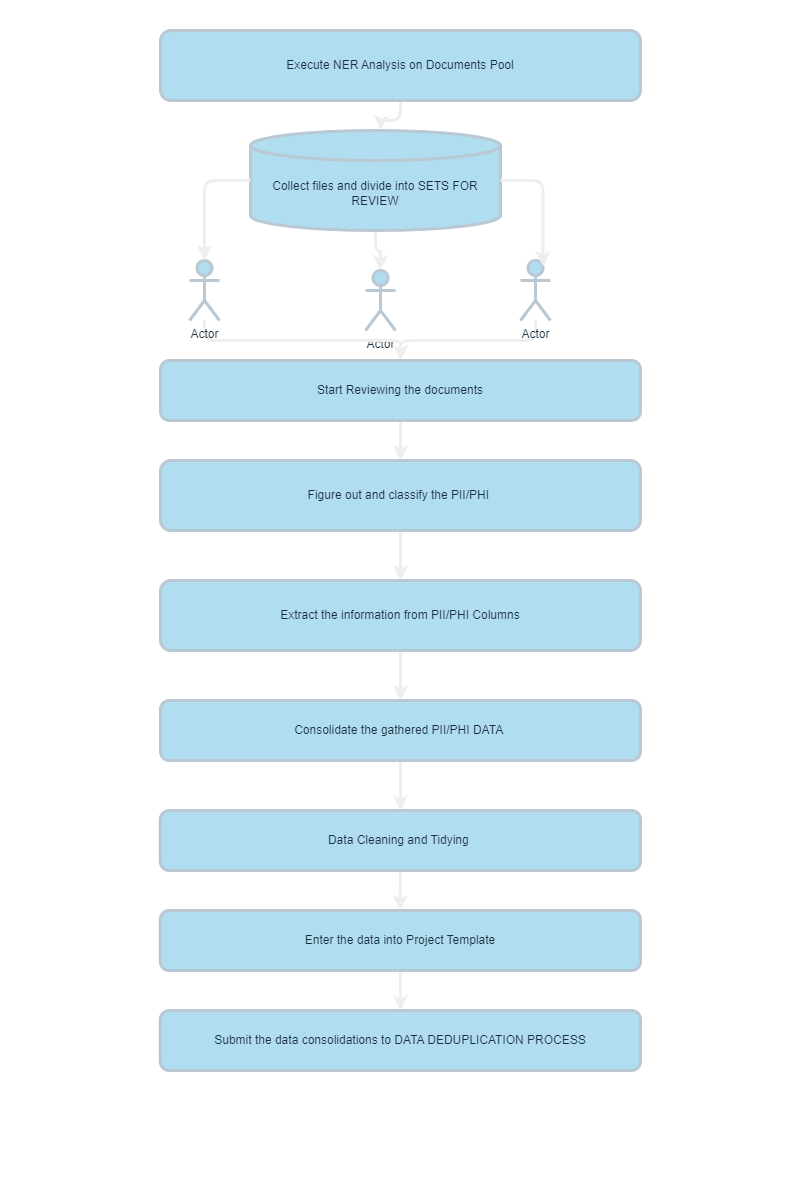 Execute NER Analysis on Documents Pool
Collect files and divide into SETS FOR
REVIEW
Actor
Actor
Actor
Start Reviewing the documents
Figure out and classify the PII/PHI
Extract the information from PII/PHI Columns
Consolidate the gathered PII/PHI DATA
Data Cleaning and Tidying
Enter the data into Project Template
Submit the data consolidations to DATA DEDUPLICATION PROCESS